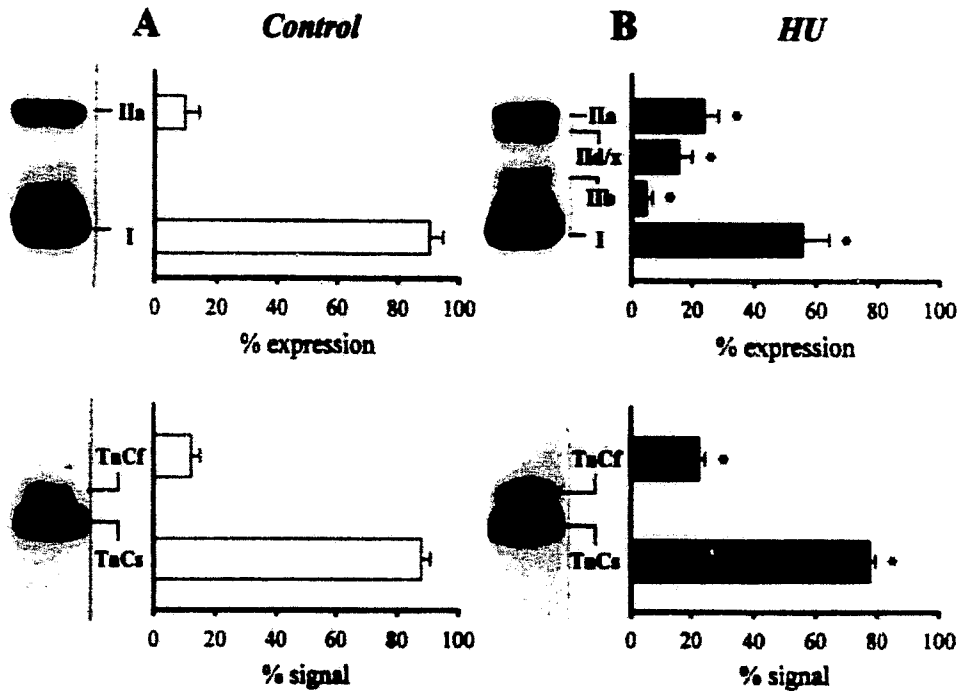 A Control
IIa
I
0 20 40 60 80 100
% expression
B HU
IIa *
IId/x *
IIb *
I *
0 20 40 60 80 100
% expression
TnCf
TnCs
0 20 40 60 80 100
% signal
TnCf *
TnCs *
0 20 40 60 80 100
% signal